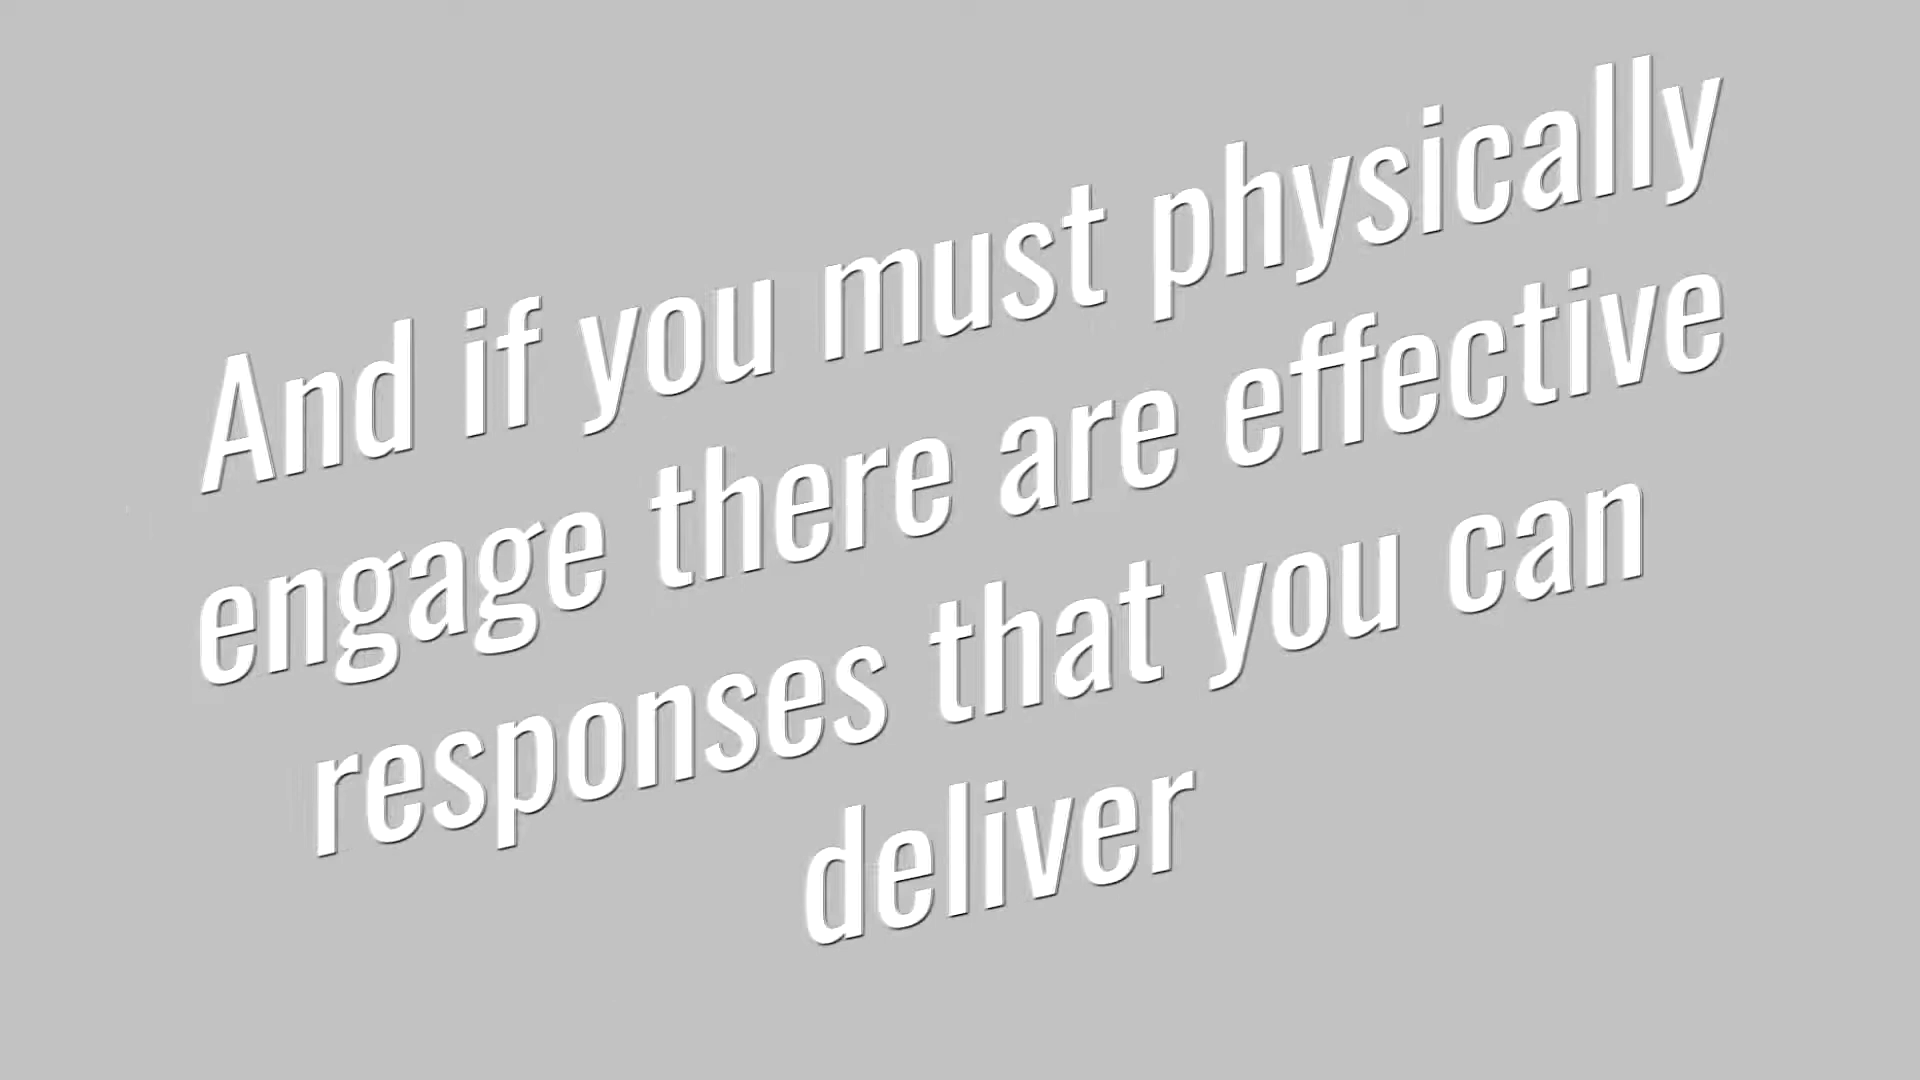 And if you must physically
engage there are effective
responses that you can
deliver